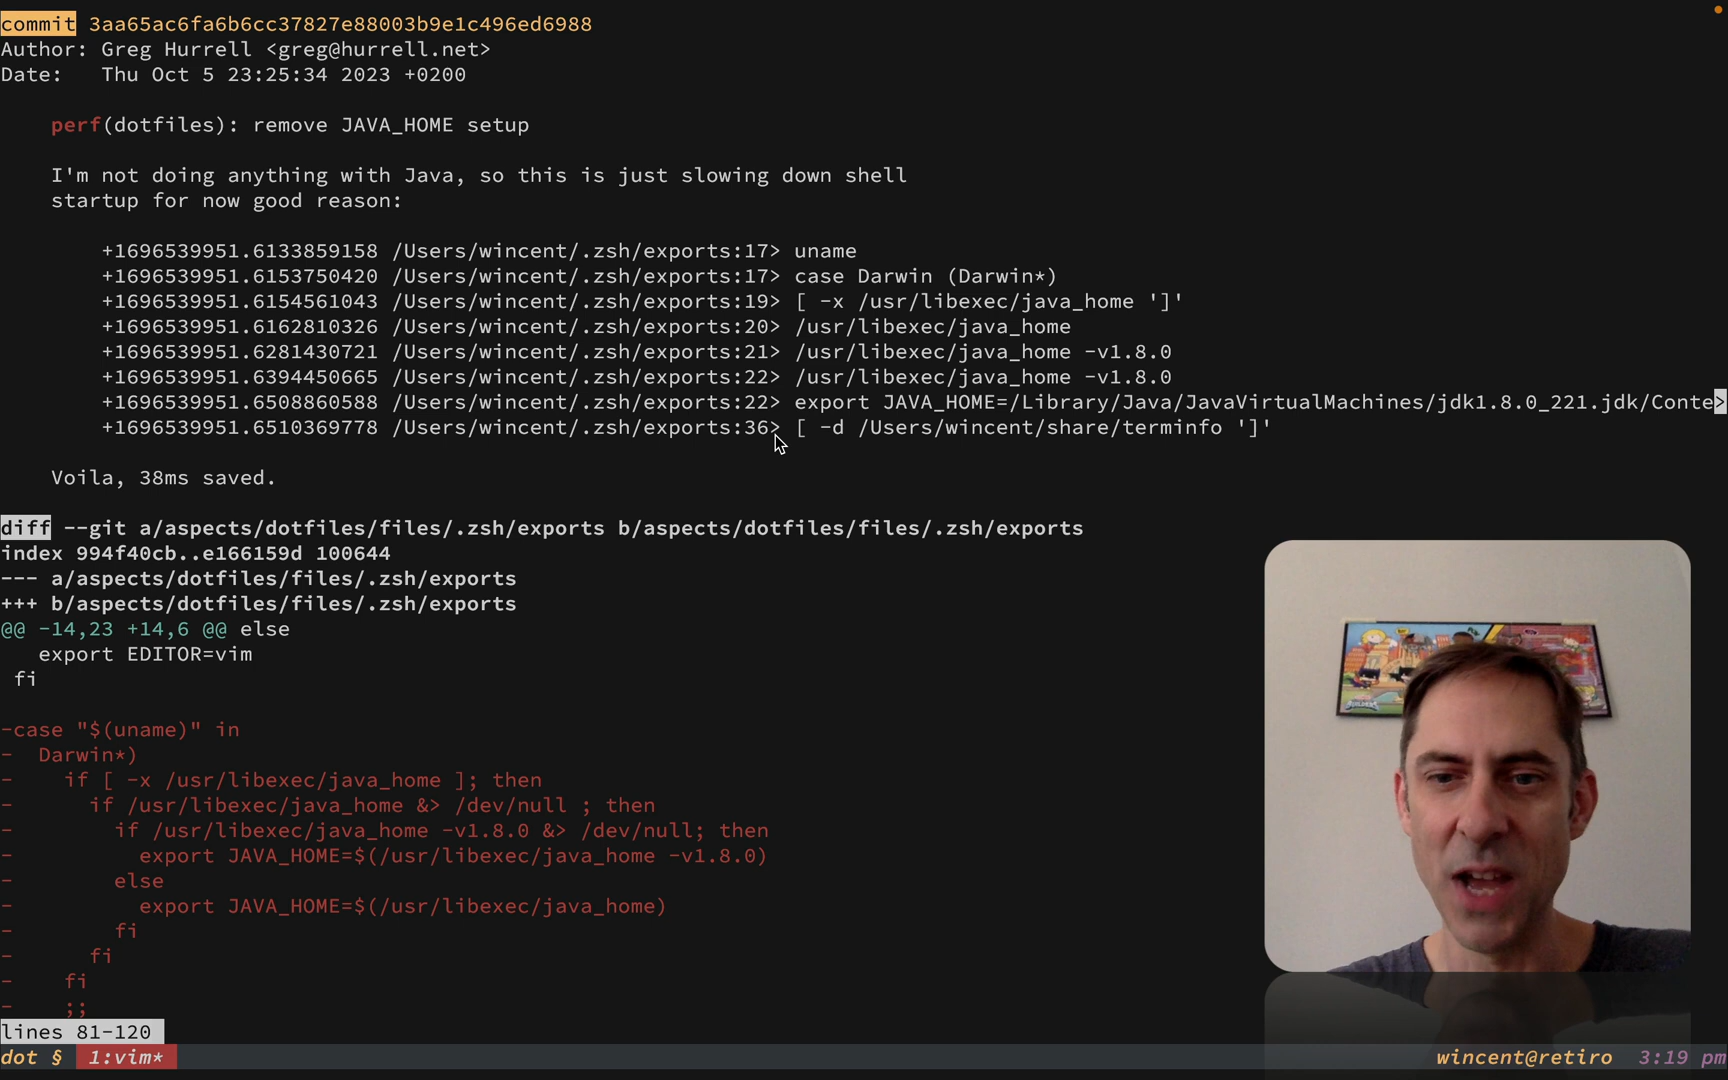 commit 3aa65ac6fa6b6cc37827e88003b9e1c496ed6988
Author: Greg Hurrell <greg@hurrell.net>
Date:   Thu Oct 5 23:25:34 2023 +0200
perf(dotfiles): remove JAVA_HOME setup
I'm not doing anything with Java, so this is just slowing down shell
startup for now good reason:
+1696539951.6133859158 /Users/wincent/.zsh/exports:17> uname
+1696539951.6153750420 /Users/wincent/.zsh/exports:17> case Darwin (Darwin*)
+1696539951.6154561043 /Users/wincent/.zsh/exports:19> [ -x /usr/libexec/java_home ']'
+1696539951.6162810326 /Users/wincent/.zsh/exports:20> /usr/libexec/java_home
+1696539951.6281430721 /Users/wincent/.zsh/exports:21> /usr/libexec/java_home -v1.8.0
+1696539951.6394450665 /Users/wincent/.zsh/exports:22> /usr/libexec/java_home -v1.8.0
+1696539951.6508860588 /Users/wincent/.zsh/exports:22> export JAVA_HOME=/Library/Java/JavaVirtualMachines/jdk1.8.0_221.jdk/Conte>
+1696539951.6510369778 /Users/wincent/.zsh/exports:36> [ -d /Users/wincent/share/terminfo ']'
Voila, 38ms saved.
diff --git a/aspects/dotfiles/files/.zsh/exports b/aspects/dotfiles/files/.zsh/exports
index 994f40cb..e166159d 100644
--- a/aspects/dotfiles/files/.zsh/exports
+++ b/aspects/dotfiles/files/.zsh/exports
@@ -14,23 +14,6 @@ else
   export EDITOR=vim
 fi
-case "$(uname)" in
-  Darwin*)
-    if [ -x /usr/libexec/java_home ]; then
-      if /usr/libexec/java_home &> /dev/null ; then
-        if /usr/libexec/java_home -v1.8.0 &> /dev/null; then
-          export JAVA_HOME=$(/usr/libexec/java_home -v1.8.0)
-        else
-          export JAVA_HOME=$(/usr/libexec/java_home)
-        fi
-      fi
-    fi
-    ;;
lines 81-120
dot § 1:vim* wincent@retiro 3:19 pm